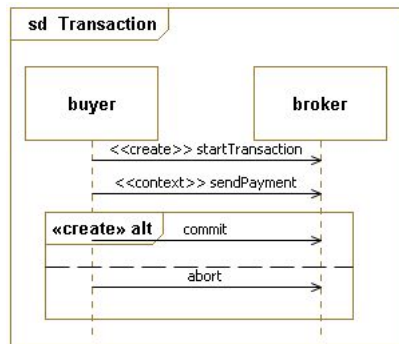 sd Transaction
buyer
broker
<<create>> startTransaction
<<context>> sendPayment
«create» alt
commit
abort